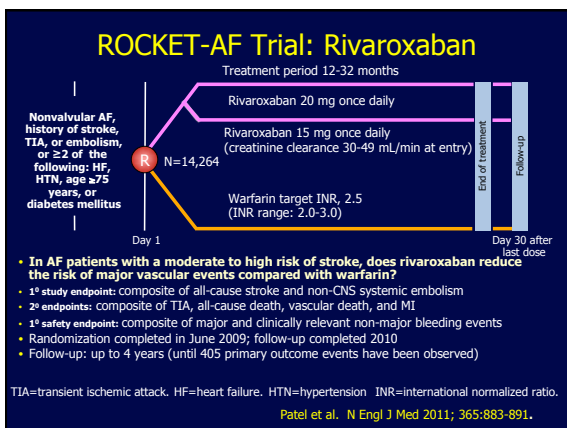 ROCKET-AF Trial: Rivaroxaban
Treatment period 12-32 months
Nonvalvular AF,
history of stroke,
TIA, or embolism,
or ≥2 of the
following: HF,
HTN, age ≥75
years, or
diabetes mellitus
R
N=14,264
Rivaroxaban 20 mg once daily
Rivaroxaban 15 mg once daily
(creatinine clearance 30-49 mL/min at entry)
Warfarin target INR, 2.5
(INR range: 2.0-3.0)
End of treatment
Follow-up
Day 1
Day 30 after
last dose
• In AF patients with a moderate to high risk of stroke, does rivaroxaban reduce
the risk of major vascular events compared with warfarin?
• 1⁰ study endpoint: composite of all-cause stroke and non-CNS systemic embolism
• 2⁰ endpoints: composite of TIA, all-cause death, vascular death, and MI
• 1⁰ safety endpoint: composite of major and clinically relevant non-major bleeding events
• Randomization completed in June 2009; follow-up completed 2010
• Follow-up: up to 4 years (until 405 primary outcome events have been observed)
TIA=transient ischemic attack. HF=heart failure. HTN=hypertension INR=international normalized ratio.
Patel et al. N Engl J Med 2011; 365:883-891.